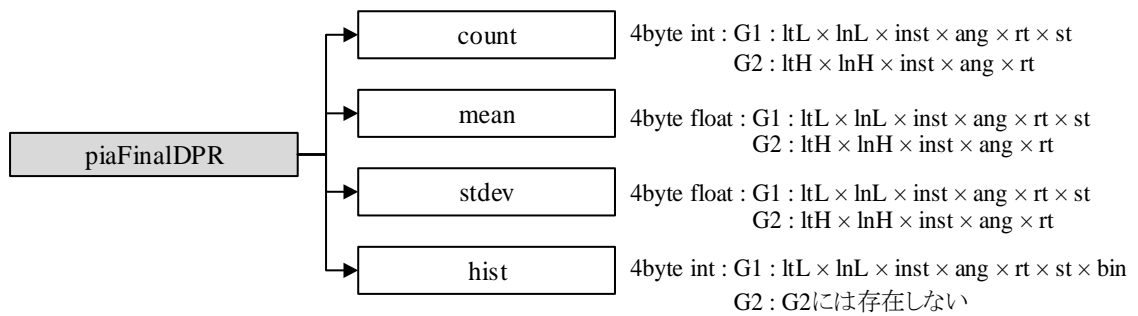 piaFinalDPR
count
4byte int : G1 : ltL × lnL × inst × ang × rt × st
G2 : ltH × lnH × inst × ang × rt
mean
4byte float : G1 : ltL × lnL × inst × ang × rt × st
G2 : ltH × lnH × inst × ang × rt
stdev
4byte float : G1 : ltL × lnL × inst × ang × rt × st
G2 : ltH × lnH × inst × ang × rt
hist
4byte int : G1 : ltL × lnL × inst × ang × rt × st × bin
G2 : G2には存在しない